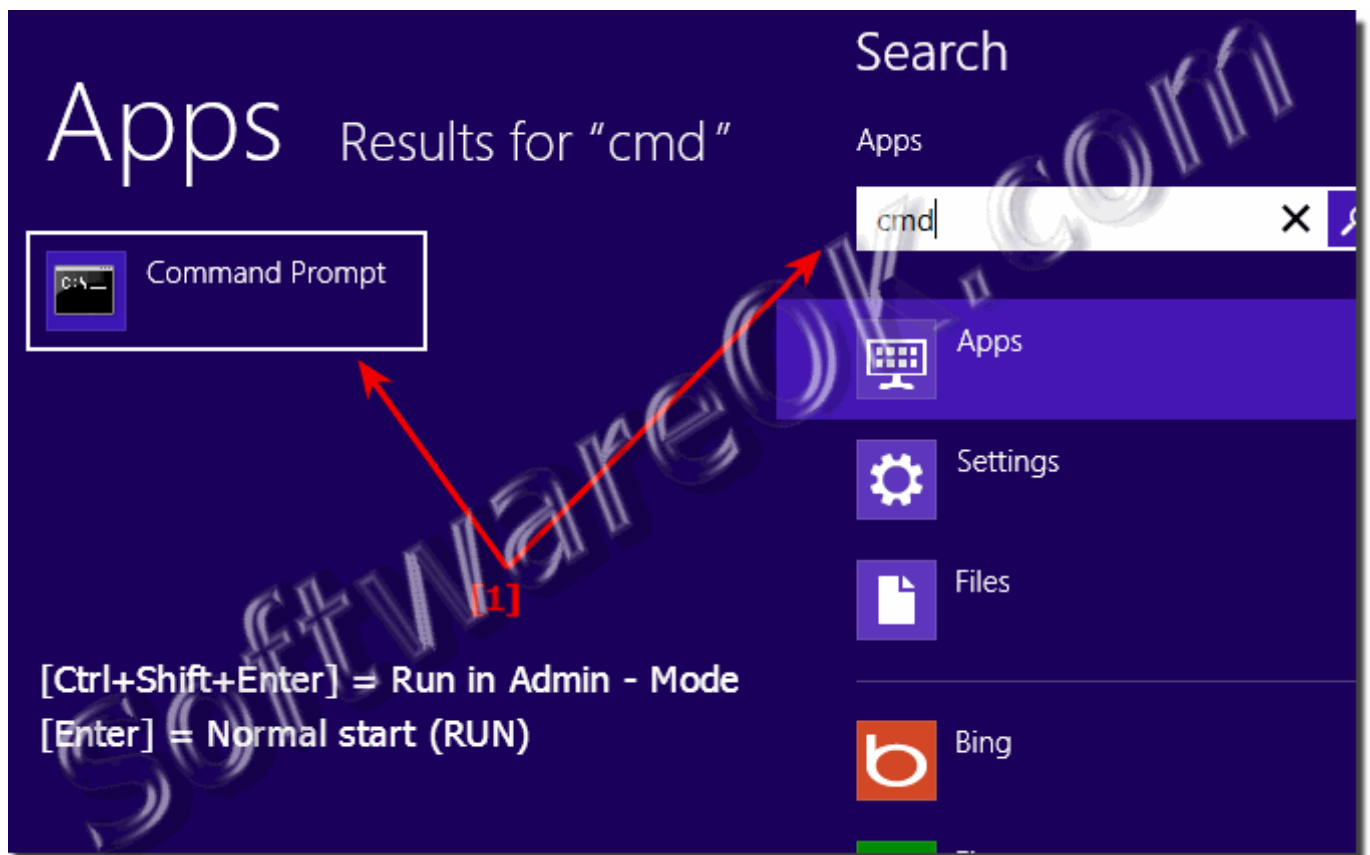 Apps Results for "cmd"
Command Prompt
Search
Apps
cmd
Apps
Settings
Files
Bing
[1]
[Ctrl+Shift+Enter] = Run in Admin - Mode
[Enter] = Normal start (RUN)
SoftwareOK.com